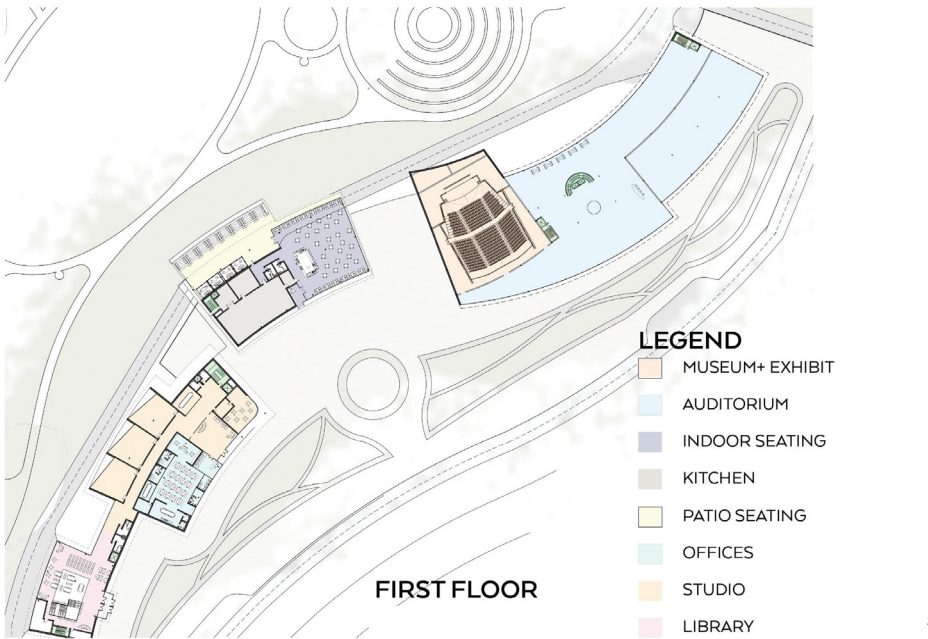 LEGEND
MUSEUM+ EXHIBIT
AUDITORIUM
INDOOR SEATING
KITCHEN
PATIO SEATING
OFFICES
STUDIO
LIBRARY
FIRST FLOOR